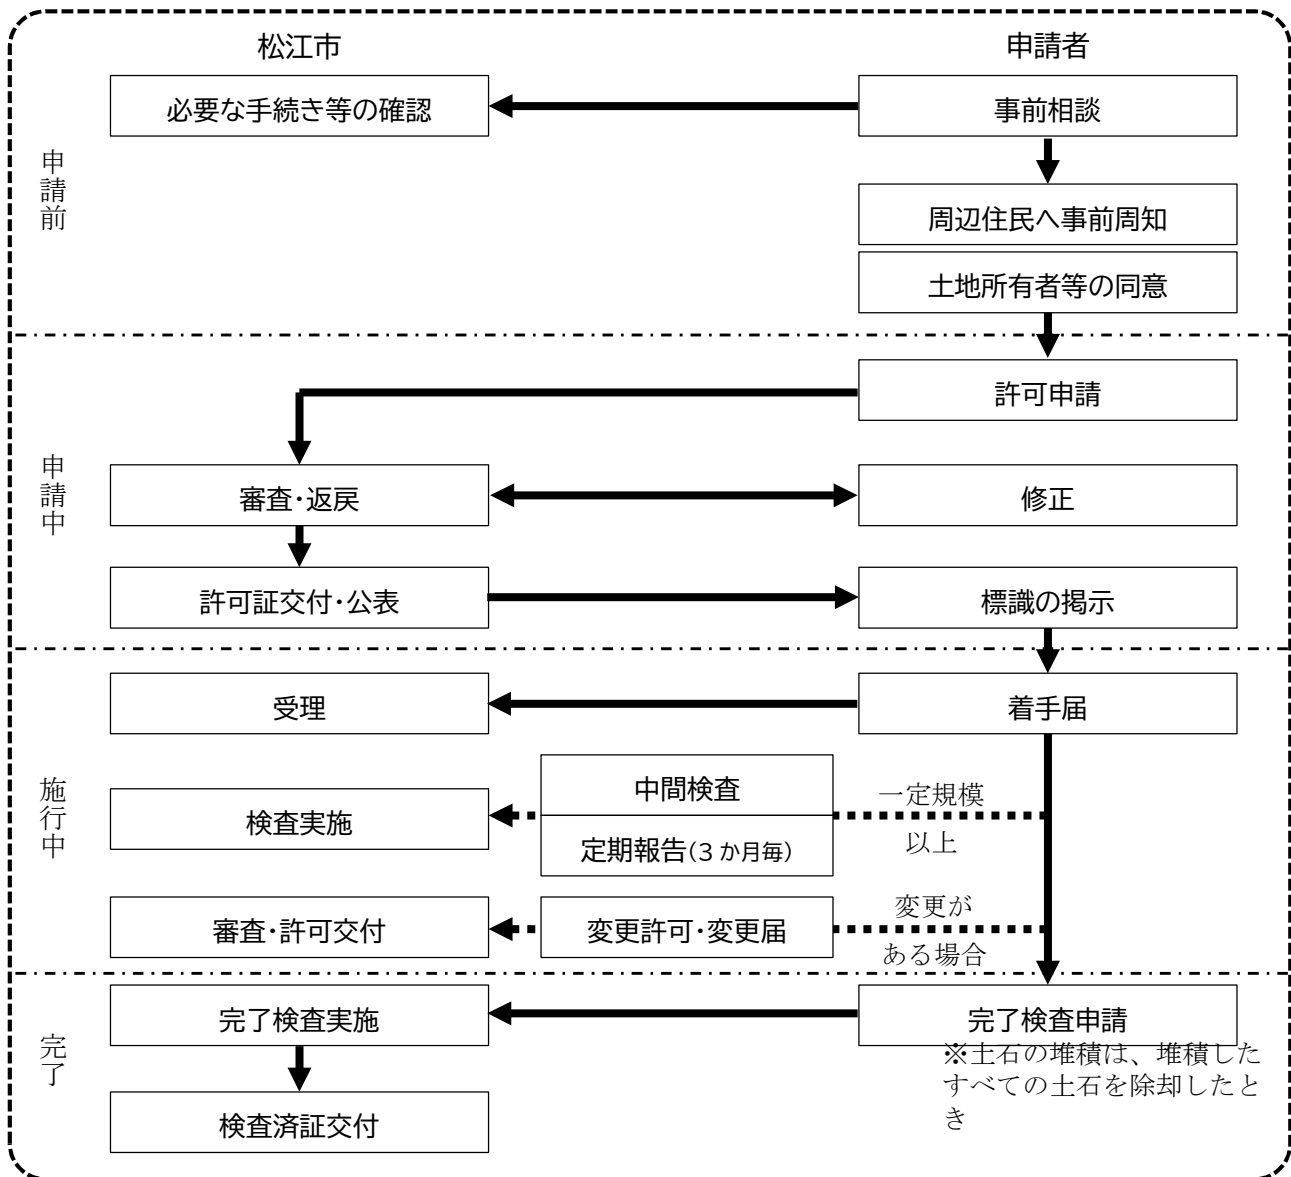 松江市
申請者
申請前
必要な手続き等の確認
事前相談
周辺住民へ事前周知
土地所有者等の同意
申請中
許可申請
審査・返戻
修正
許可証交付・公表
標識の掲示
施行中
受理
着手届
検査実施
中間検査
定期報告(3 か月毎)
一定規模
以上
審査・許可交付
変更許可・変更届
変更が
ある場合
完了
完了検査実施
完了検査申請
※土石の堆積は、堆積した
すべての土石を除却したと
き
検査済証交付